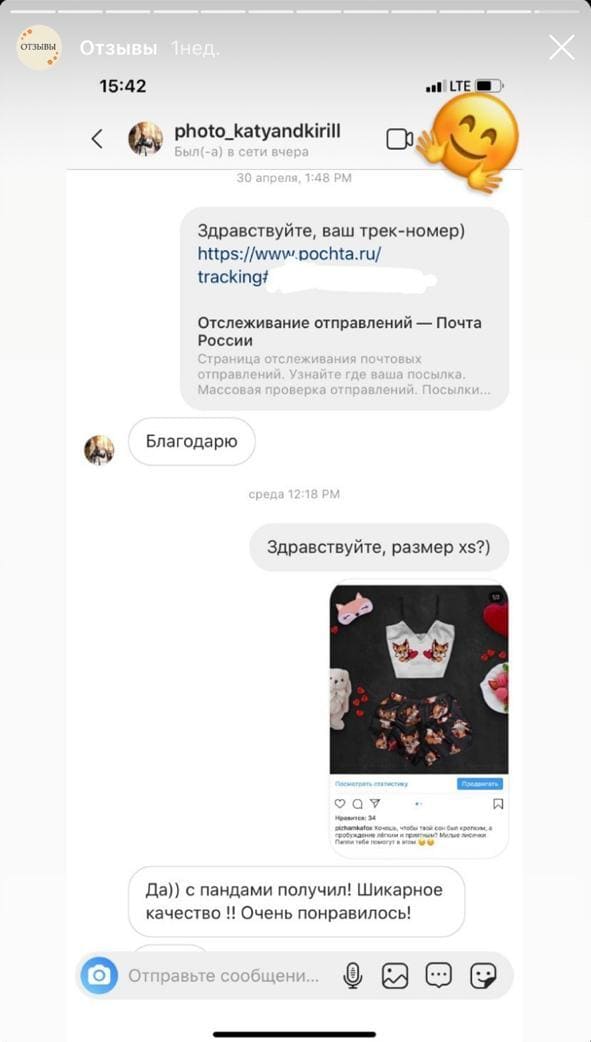 отзывы
Отзывы 1нед.
15:42
LTE
photo_katyandkirill
Был(-а) в сети вчера
30 апреля, 1:48 PM
Здравствуйте, ваш трек-номер)
https://www.pochta.ru/
tracking#
Отслеживание отправлений — Почта
России
Страница отслеживания почтовых
отправлений. Узнайте где ваша посылка.
Массовая проверка отправлений. Посылки...
Благодарю
среда 12:18 PM
Здравствуйте, размер xs?)
Посмотреть статистику
Продвигать
Нравится: 34
pizhamkafox Хочешь, чтобы твой сон был крепким, а
пробуждение лёгким и приятным? Милые лисички
помогут в этом
Да)) с пандами получил! Шикарное
качество !! Очень понравилось!
Отправьте сообщени...